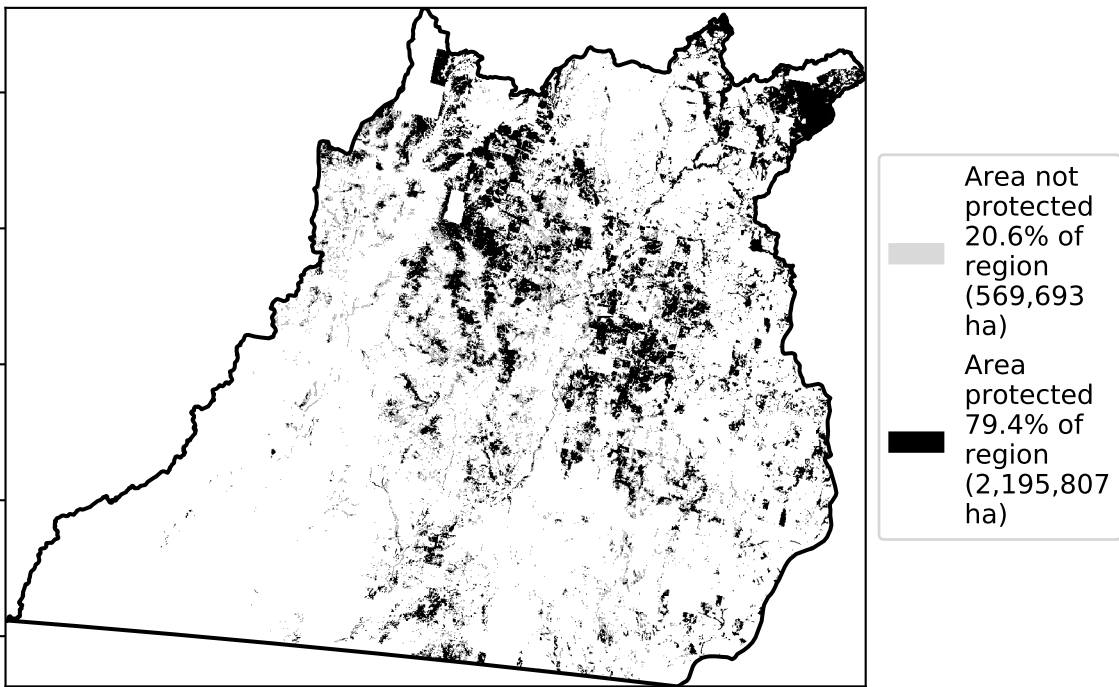 Area not
protected
20.6% of
region
(569,693
ha)
Area
protected
79.4% of
region
(2,195,807
ha)